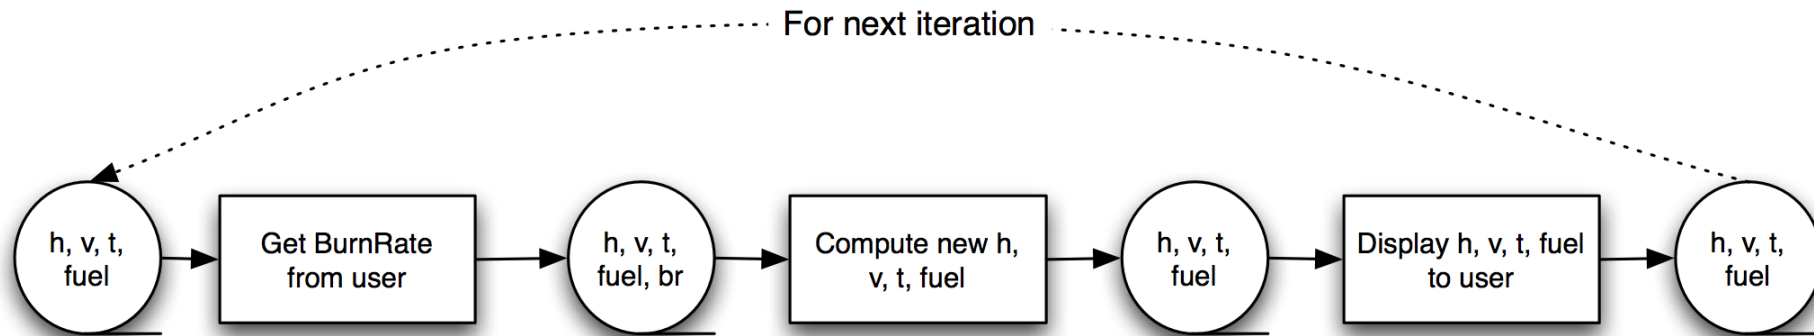 For next iteration
h, v, t,
fuel
Get BurnRate
from user
h, v, t,
fuel, br
Compute new h,
v, t, fuel
h, v, t,
fuel
Display h, v, t, fuel
to user
h, v, t,
fuel